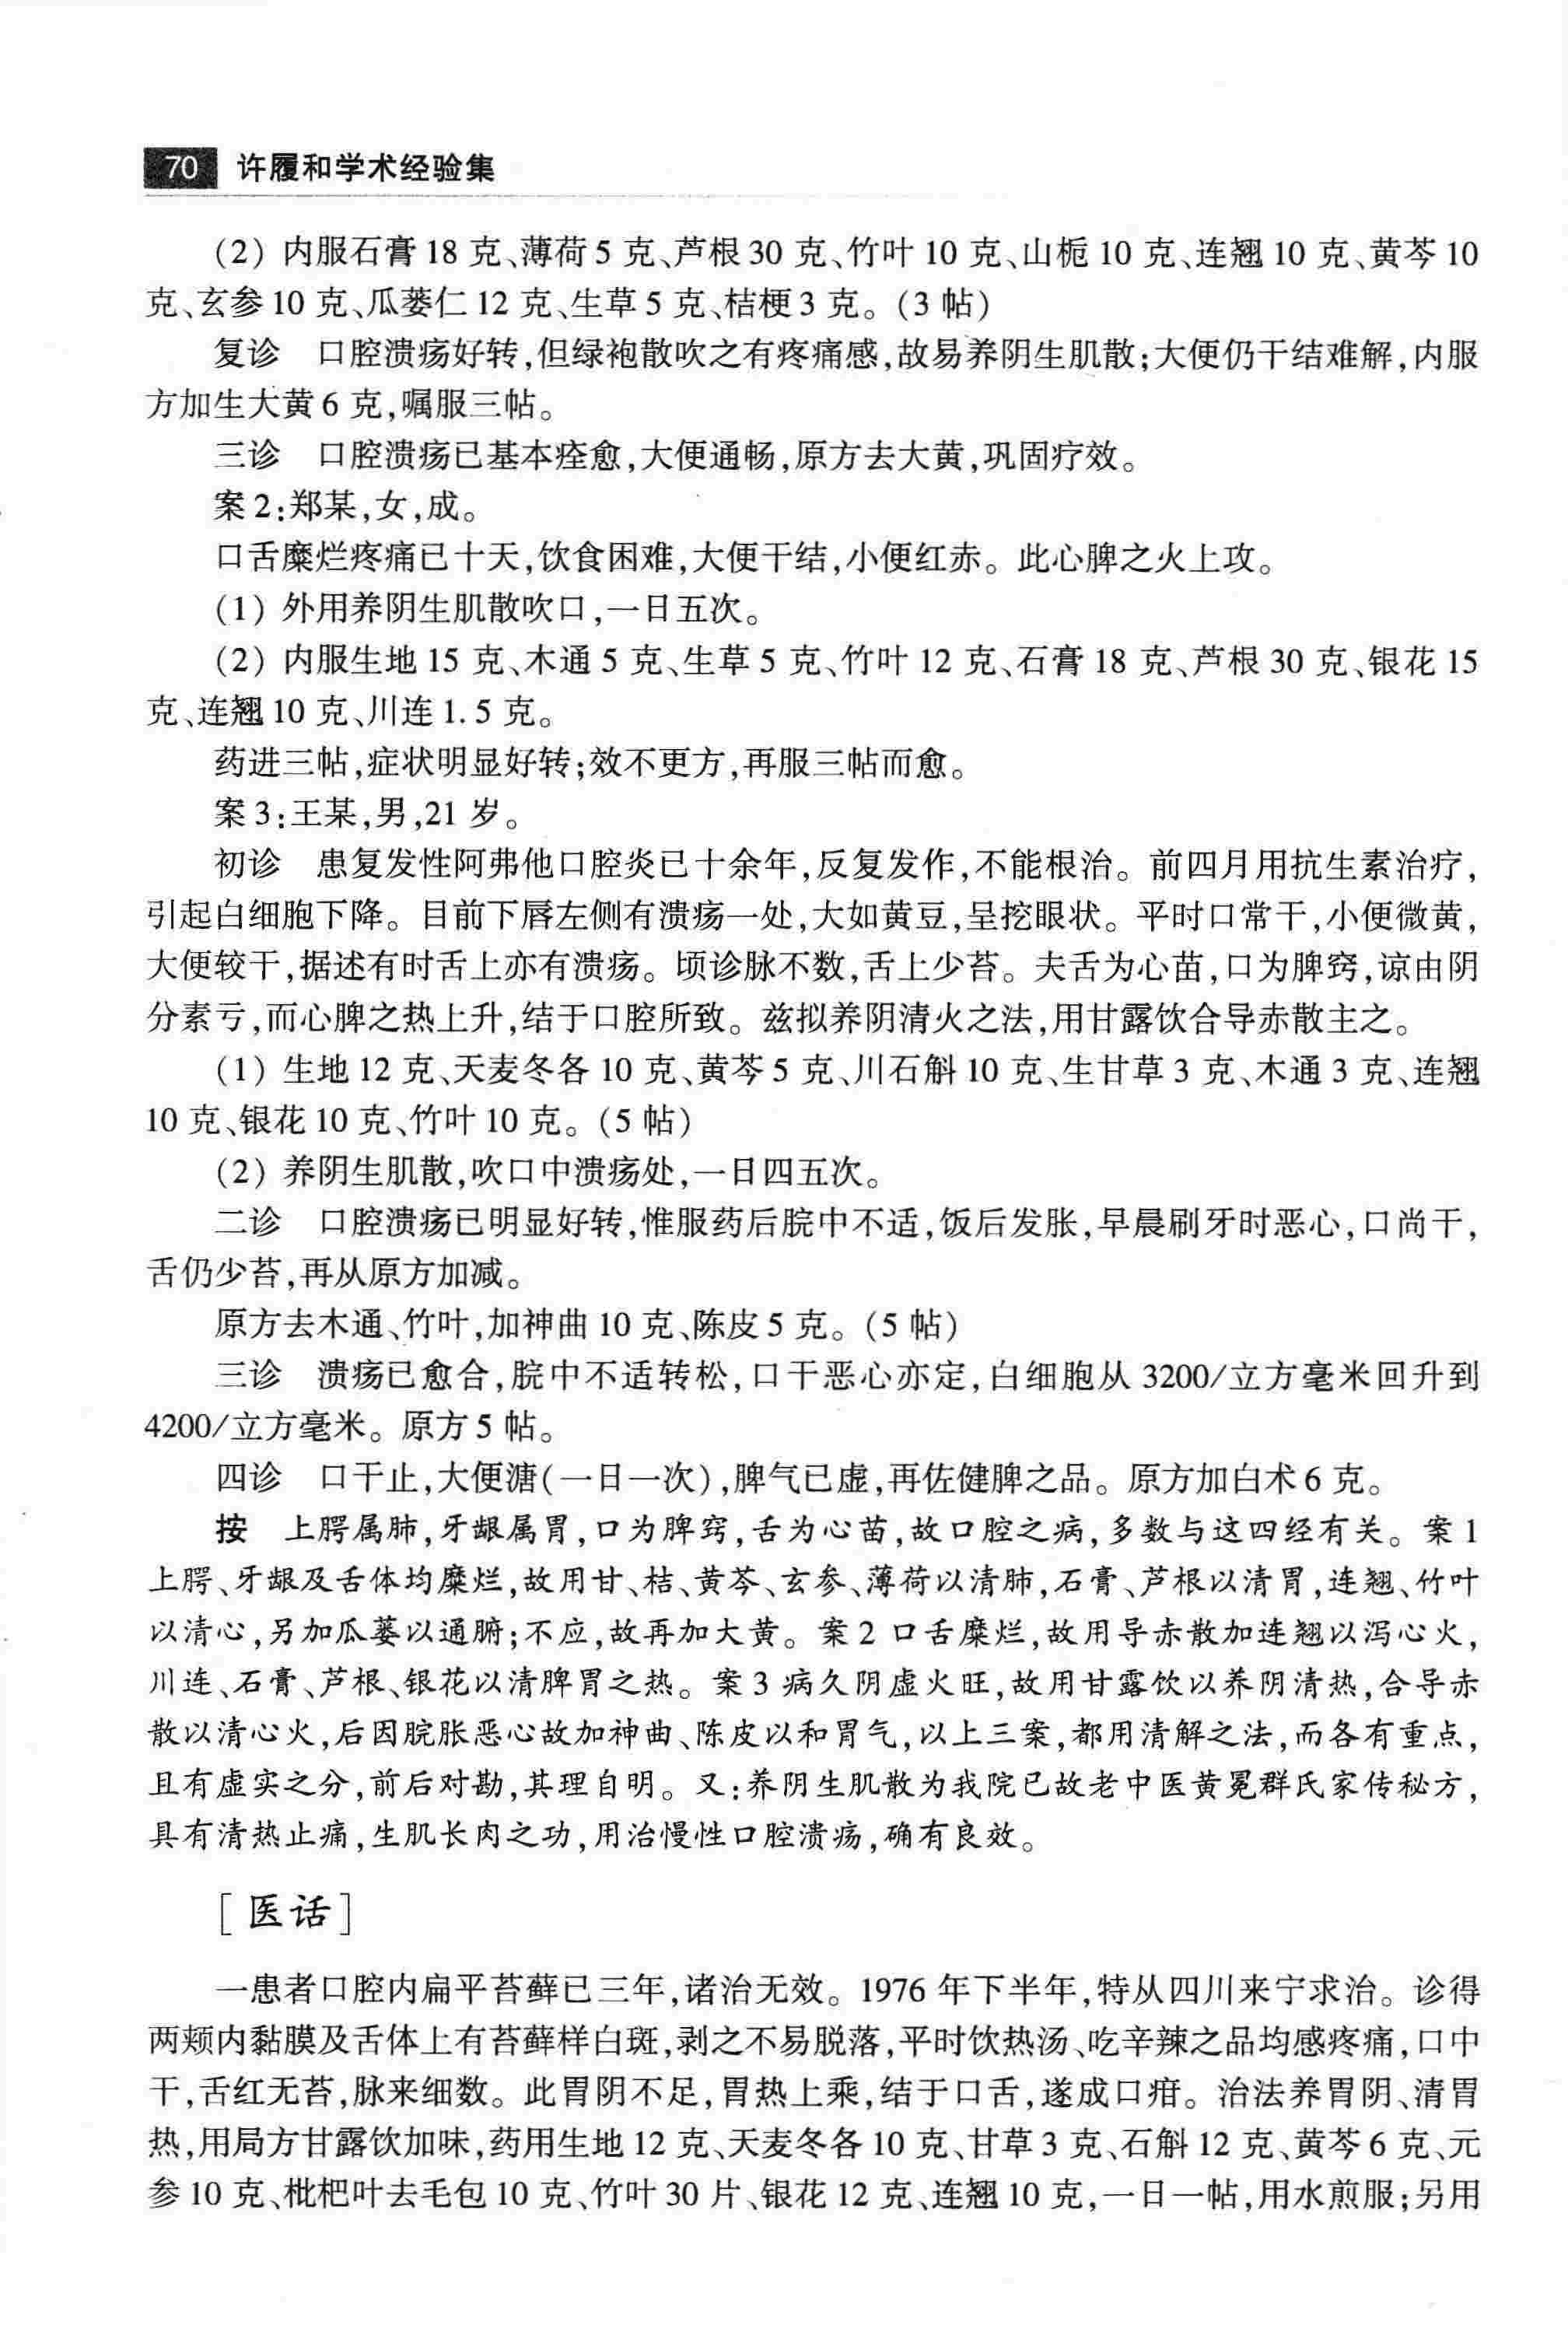 70 许履和学术经验集
(2) 内服石膏 18 克、薄荷 5 克、芦根 30 克、竹叶 10 克、山栀 10 克、连翘 10 克、黄芩 10
克、玄参 10 克、瓜蒌仁 12 克、生草 5 克、桔梗 3 克。(3 帖)
复诊　口腔溃疡好转,但绿袍散吹之有疼痛感,故易养阴生肌散;大便仍干结难解,内服
方加生大黄 6 克,嘱服三帖。
三诊　口腔溃疡已基本痊愈,大便通畅,原方去大黄,巩固疗效。
案 2:郑某,女,成。
口舌糜烂疼痛已十天,饮食困难,大便干结,小便红赤。此心脾之火上攻。
(1) 外用养阴生肌散吹口,一日五次。
(2) 内服生地 15 克、木通 5 克、生草 5 克、竹叶 12 克、石膏 18 克、芦根 30 克、银花 15
克、连翘 10 克、川连 1.5 克。
药进三帖,症状明显好转;效不更方,再服三帖而愈。
案 3:王某,男,21 岁。
初诊　患复发性阿弗他口腔炎已十余年,反复发作,不能根治。前四月用抗生素治疗,
引起白细胞下降。目前下唇左侧有溃疡一处,大如黄豆,呈挖眼状。平时口常干,小便微黄,
大便较干,据述有时舌上亦有溃疡。顷诊脉不数,舌上少苔。夫舌为心苗,口为脾窍,谅由阴
分素亏,而心脾之热上升,结于口腔所致。兹拟养阴清火之法,用甘露饮合导赤散主之。
(1) 生地 12 克、天麦冬各 10 克、黄芩 5 克、川石斛 10 克、生甘草 3 克、木通 3 克、连翘
10 克、银花 10 克、竹叶 10 克。(5 帖)
(2) 养阴生肌散,吹口中溃疡处,一日四五次。
二诊　口腔溃疡已明显好转,惟服药后脘中不适,饭后发胀,早晨刷牙时恶心,口尚干,
舌仍少苔,再从原方加减。
原方去木通、竹叶,加神曲 10 克、陈皮 5 克。(5 帖)
三诊　溃疡已愈合,脘中不适转松,口干恶心亦定,白细胞从 3200/立方毫米回升到
4200/立方毫米。原方 5 帖。
四诊　口干止,大便溏(一日一次),脾气已虚,再佐健脾之品。原方加白术 6 克。
按　上腭属肺,牙龈属胃,口为脾窍,舌为心苗,故口腔之病,多数与这四经有关。案 1
上腭、牙龈及舌体均糜烂,故用甘、桔、黄芩、玄参、薄荷以清肺,石膏、芦根以清胃,连翘、竹叶
以清心,另加瓜蒌以通腑;不应,故再加大黄。案 2 口舌糜烂,故用导赤散加连翘以泻心火,
川连、石膏、芦根、银花以清脾胃之热。案 3 病久阴虚火旺,故用甘露饮以养阴清热,合导赤
散以清心火,后因脘胀恶心故加神曲、陈皮以和胃气,以上三案,都用清解之法,而各有重点,
且有虚实之分,前后对勘,其理自明。又:养阴生肌散为我院已故老中医黄冕群氏家传秘方,
具有清热止痛,生肌长肉之功,用治慢性口腔溃疡,确有良效。
[医话]
一患者口腔内扁平苔藓已三年,诸治无效。1976 年下半年,特从四川来宁求治。诊得
两颊内黏膜及舌体上有苔藓样白斑,剥之不易脱落,平时饮热汤、吃辛辣之品均感疼痛,口中
干,舌红无苔,脉来细数。此胃阴不足,胃热上乘,结于口舌,遂成口疳。治法养胃阴、清胃
热,用局方甘露饮加味,药用生地 12 克、天麦冬各 10 克、甘草 3 克、石斛 12 克、黄芩 6 克、元
参 10 克、枇杷叶去毛包 10 克、竹叶 30 片、银花 12 克、连翘 10 克,一日一帖,用水煎服;另用